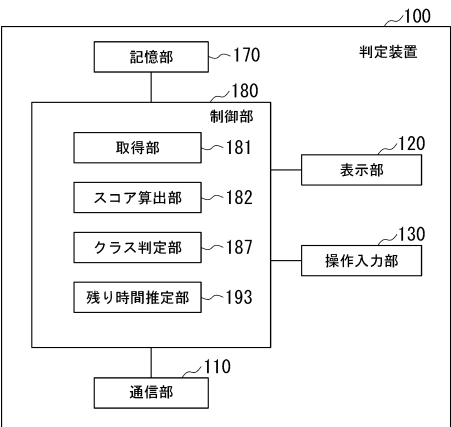 100
判定装置
記憶部 170
180
制御部
取得部 181
スコア算出部 182
クラス判定部 187
残り時間推定部 193
120
表示部
130
操作入力部
110
通信部